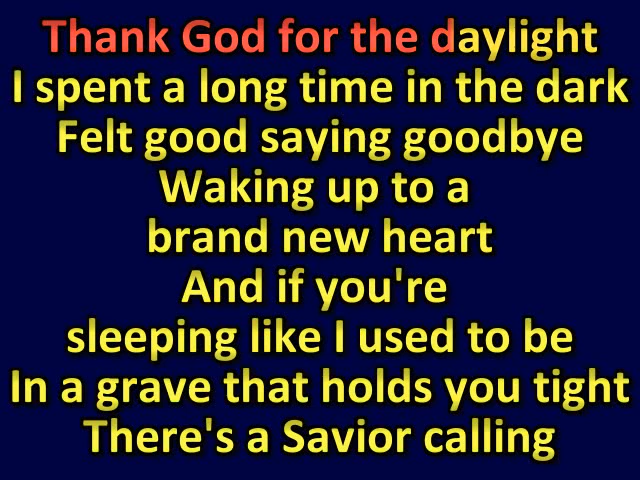 Thank God for the daylight
I spent a long time in the dark
Felt good saying goodbye
Waking up to a
brand new heart
And if you're
sleeping like I used to be
In a grave that holds you tight
There's a Savior calling